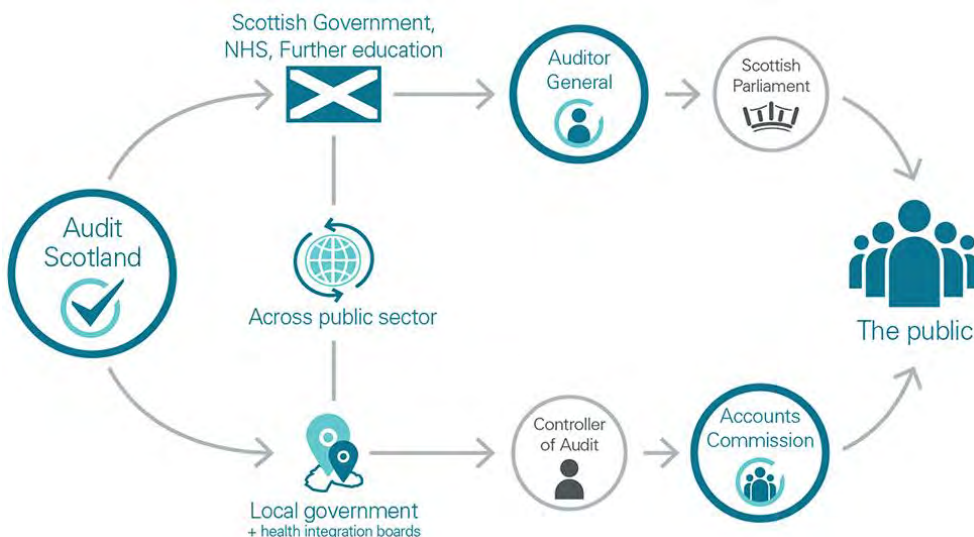 Scottish Government,
NHS, Further education
Auditor
General
Scottish
Parliament
Audit
Scotland
Across public sector
The public
Controller
of Audit
Accounts
Commission
Local government
+ health integration boards